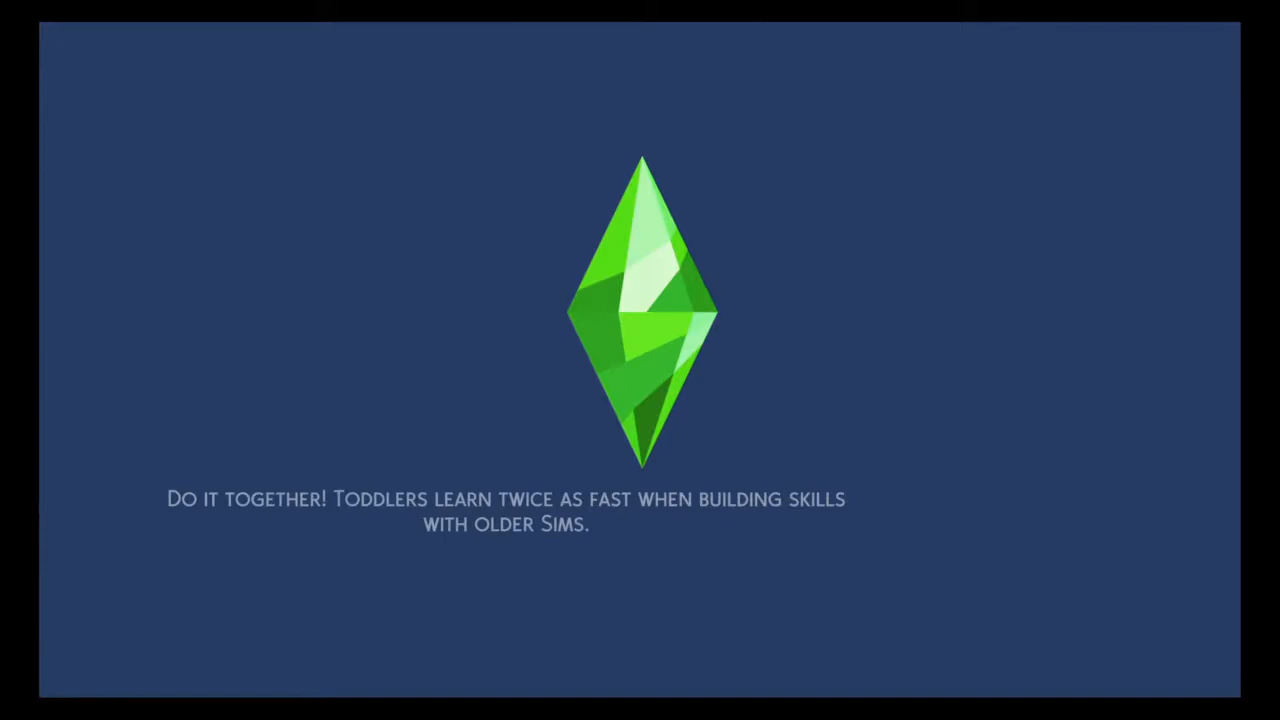 Do it together! Toddlers learn twice as fast when building skills
with older Sims.